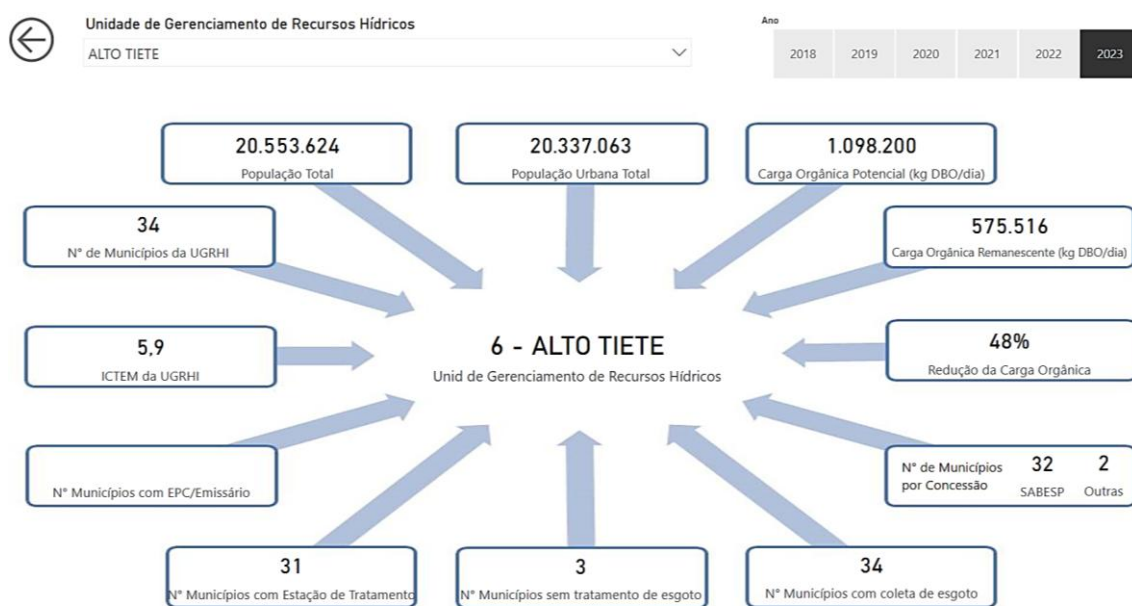 Unidade de Gerenciamento de Recursos Hídricos
ALTO TIETE
Ano
2018 2019 2020 2021 2022 2023
20.553.624
População Total
20.337.063
População Urbana Total
1.098.200
Carga Orgânica Potencial (kg DBO/dia)
34
N° de Municípios da UGRHI
575.516
Carga Orgânica Remanescente (kg DBO/dia)
5,9
ICTEM da UGRHI
6 - ALTO TIETE
Unid de Gerenciamento de Recursos Hídricos
48%
Redução da Carga Orgânica
N° Municípios com EPC/Emissário
N° de Municípios
por Concessão
32
SABESP
2
Outras
31
N° Municípios com Estação de Tratamento
3
N° Municípios sem tratamento de esgoto
34
N° Municípios com coleta de esgoto